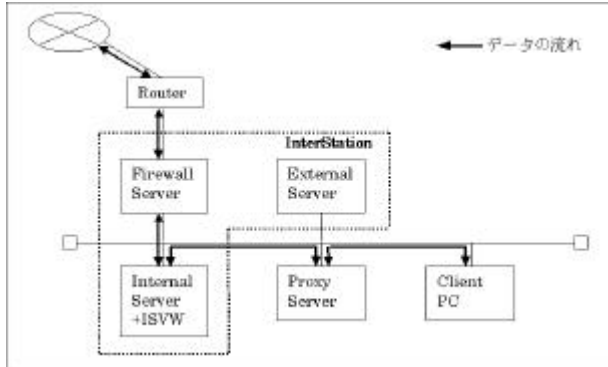 データの流れ
Router
InterStation
Firewall
Server
External
Server
Internal
Server
+ISVW
Proxy
Server
Client
PC